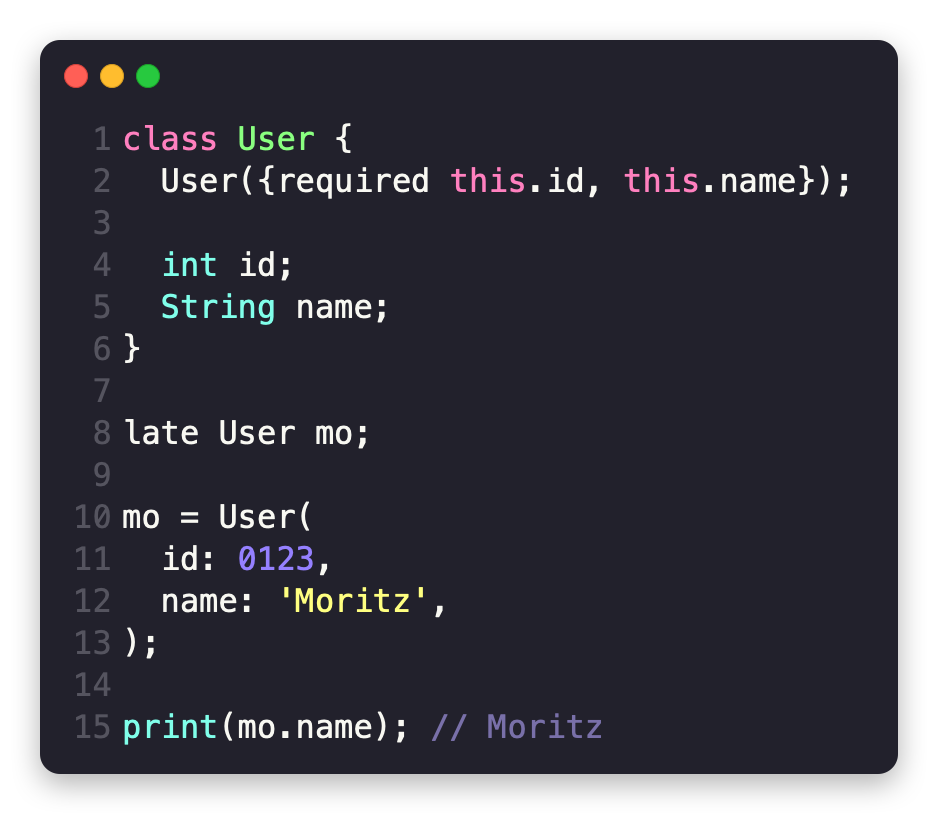 1 class User {
2   User({required this.id, this.name});
3
4   int id;
5   String name;
6 }
7
8 late User mo;
9
10 mo = User(
11   id: 0123,
12   name: 'Moritz',
13 );
14
15 print(mo.name); // Moritz